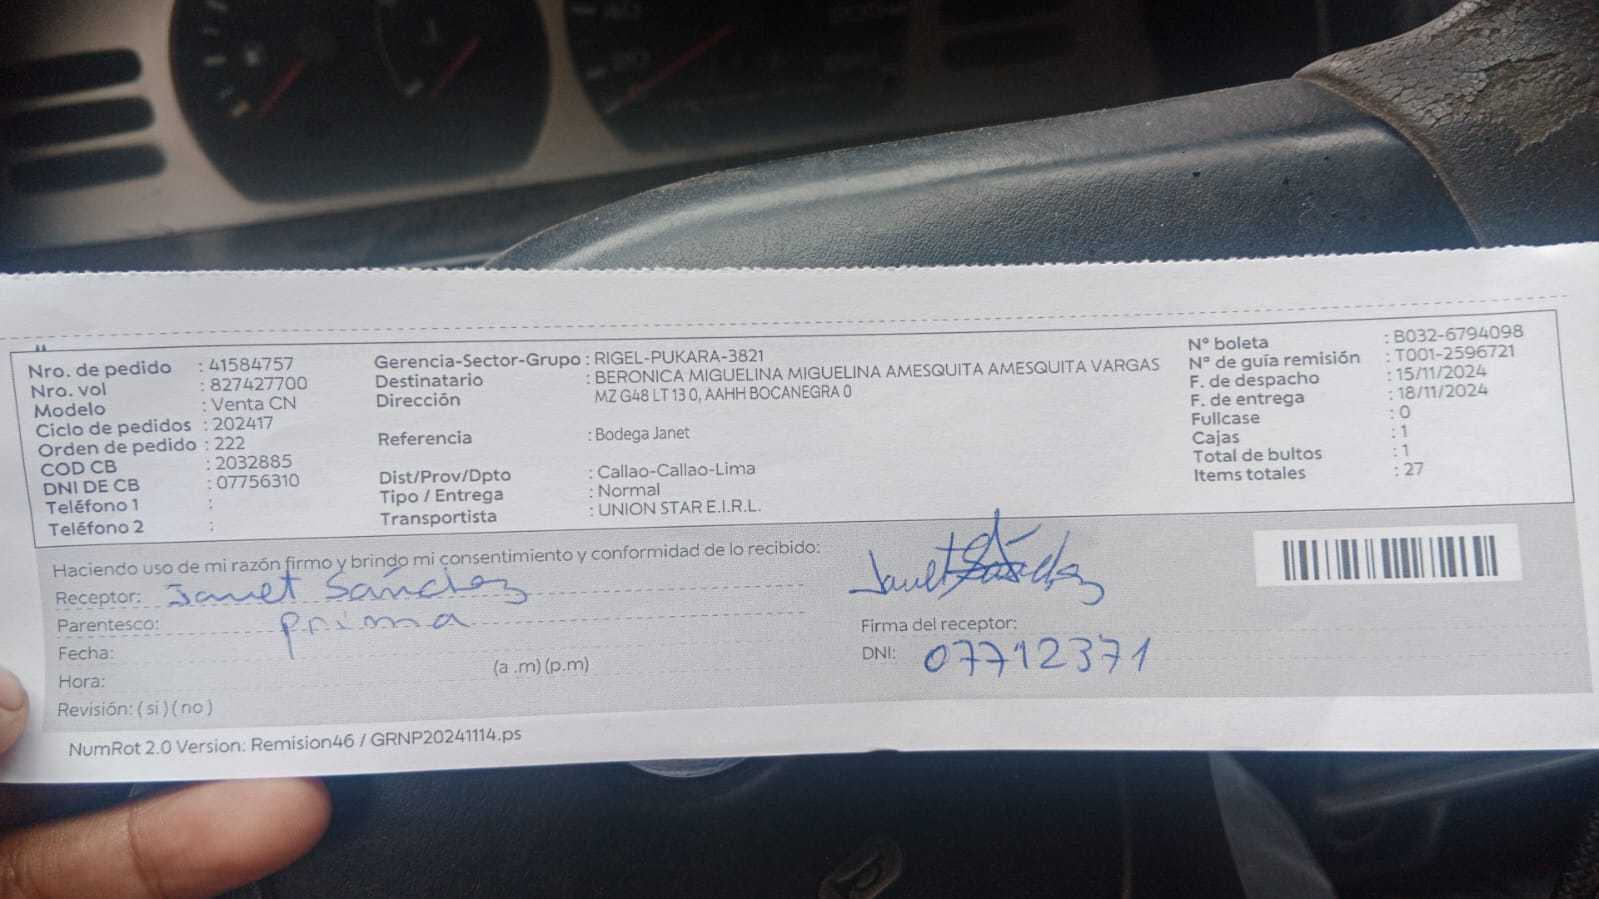 Nro. de pedido : 41584757
Nro. vol : 827427700
Modelo : Venta CN
Ciclo de pedidos : 202417
Orden de pedido : 222
COD CB : 2032885
DNI DE CB : 07756310
Teléfono 1 :
Teléfono 2 :
Gerencia-Sector-Grupo : RIGEL-PUKARA-3821
Destinatario : BERONICA MIGUELINA MIGUELINA AMESQUITA AMESQUITA VARGAS
Dirección MZ G48 LT 13 0, AAHH BOCANEGRA 0
Referencia : Bodega Janet
Dist/Prov/Dpto : Callao-Callao-Lima
Tipo / Entrega : Normal
Transportista : UNION STAR E.I.R.L.
N° boleta : B032-6794098
N° de guía remisión : T001-2596721
F. de despacho : 15/11/2024
F. de entrega : 18/11/2024
Fullcase : 0
Cajas : 1
Total de bultos : 1
Items totales : 27
Haciendo uso de mi razón firmo y brindo mi consentimiento y conformidad de lo recibido:
Receptor: Janet Sánchez
Parentesco: prima
Fecha:
Hora: (a .m) (p.m)
Revisión: ( si ) ( no )
Janet Sánchez
Firma del receptor:
DNI: 07712371
NumRot 2.0 Version: Remision46 / GRNP20241114.ps